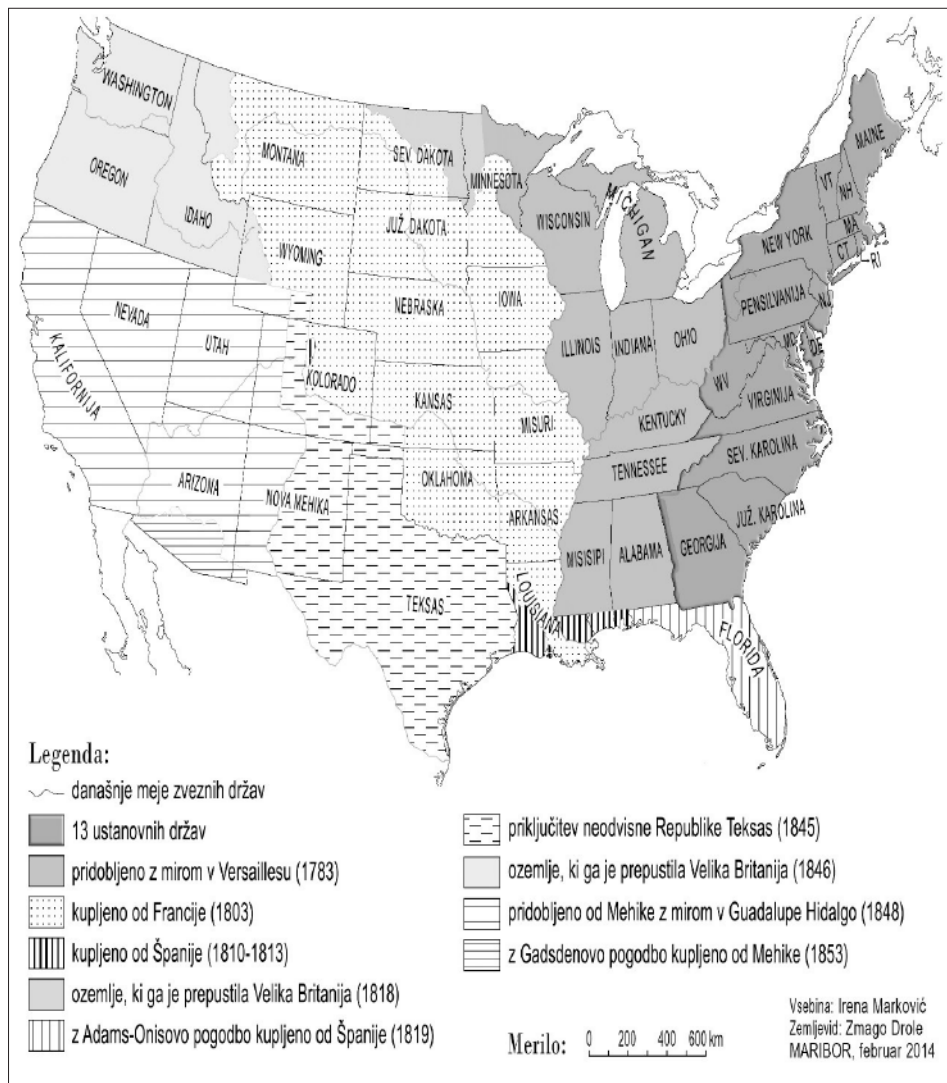 WASHINGTON
OREGON
IDAHO
MONTANA
WYOMING
SEV. DAKOTA
JUŽ. DAKOTA
NEBRASKA
MINNESOTA
WISCONSIN
MICHIGAN
IOWA
ILLINOIS
INDIANA
OHIO
MAINE
VT
NH
MA
CT
RI
NEW YORK
PENSILVANIJA
NJ
MD
DE
WV
VIRGINIJA
KENTUCKY
TENNESSEE
SEV. KAROLINA
JUŽ. KAROLINA
GEORGIJA
ALABAMA
MISISIPI
FLORIDA
LOUISIANA
ARKANSAS
MISURI
KANSAS
OKLAHOMA
KOLORADO
UTAH
NEVADA
KALIFORNIJA
ARIZONA
NOVA MEHIKA
TEKSAS
Legenda:
današnje meje zveznih držav
13 ustanovnih držav
pridobljeno z mirom v Versaillesu (1783)
kupljeno od Francije (1803)
kupljeno od Španije (1810-1813)
ozemlje, ki ga je prepustila Velika Britanija (1818)
z Adams-Onisovo pogodbo kupljeno od Španije (1819)
priključitev neodvisne Republike Teksas (1845)
ozemlje, ki ga je prepustila Velika Britanija (1846)
pridobljeno od Mehike z mirom v Guadalupe Hidalgo (1848)
z Gadsdenovo pogodbo kupljeno od Mehike (1853)
Merilo: 0 200 400 600 km
Vsebina: Irena Marković
Zemljevid: Zmago Drole
MARIBOR, februar 2014